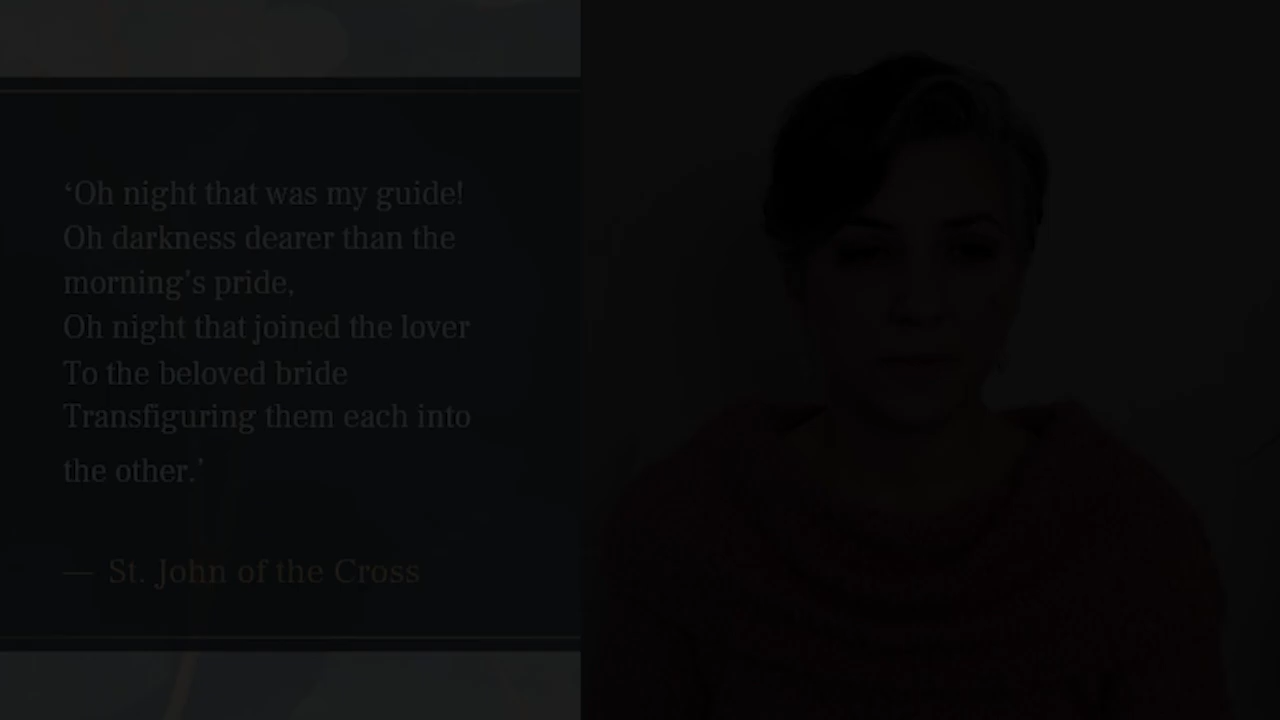 ‘Oh night that was my guide!
Oh darkness dearer than the
morning's pride,
Oh night that joined the lover
To the beloved bride
Transfiguring them each into
the other.’
— St. John of the Cross